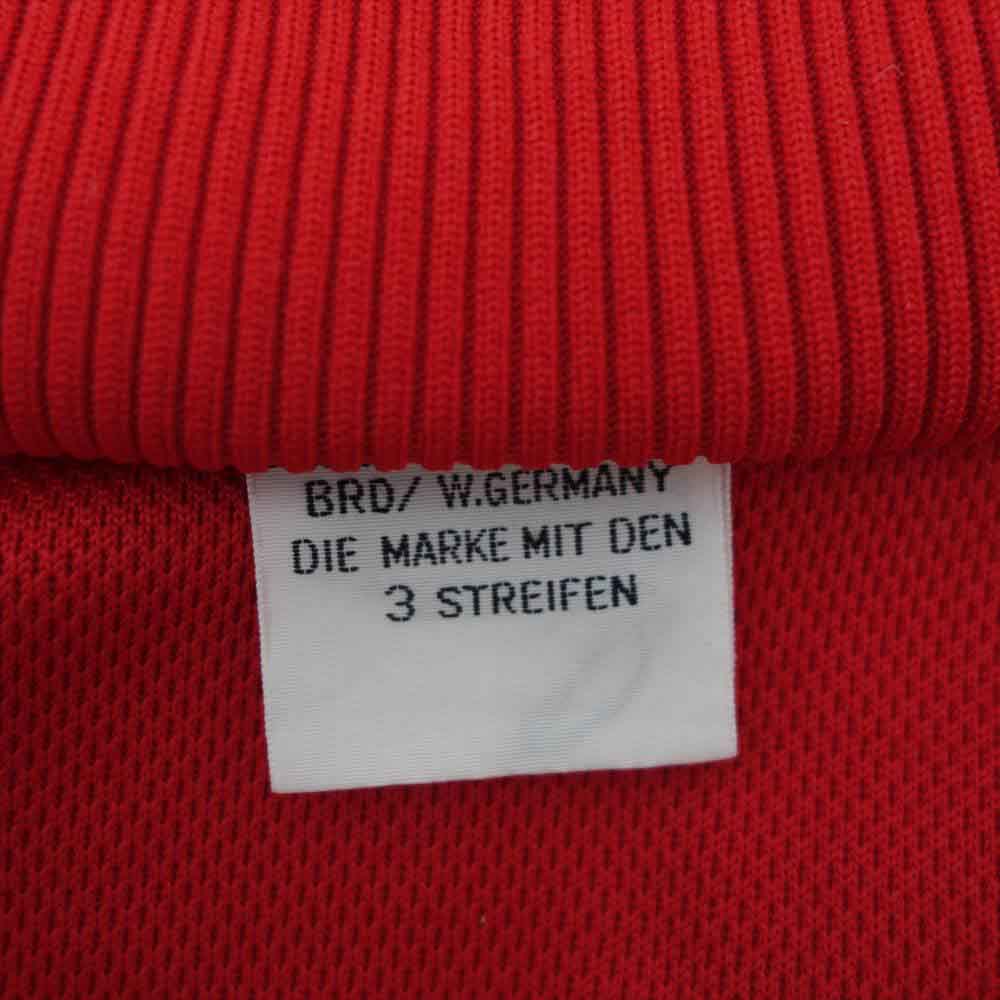 BRD/ W.GERMANY
DIE MARKE MIT DEN
3 STREIFEN